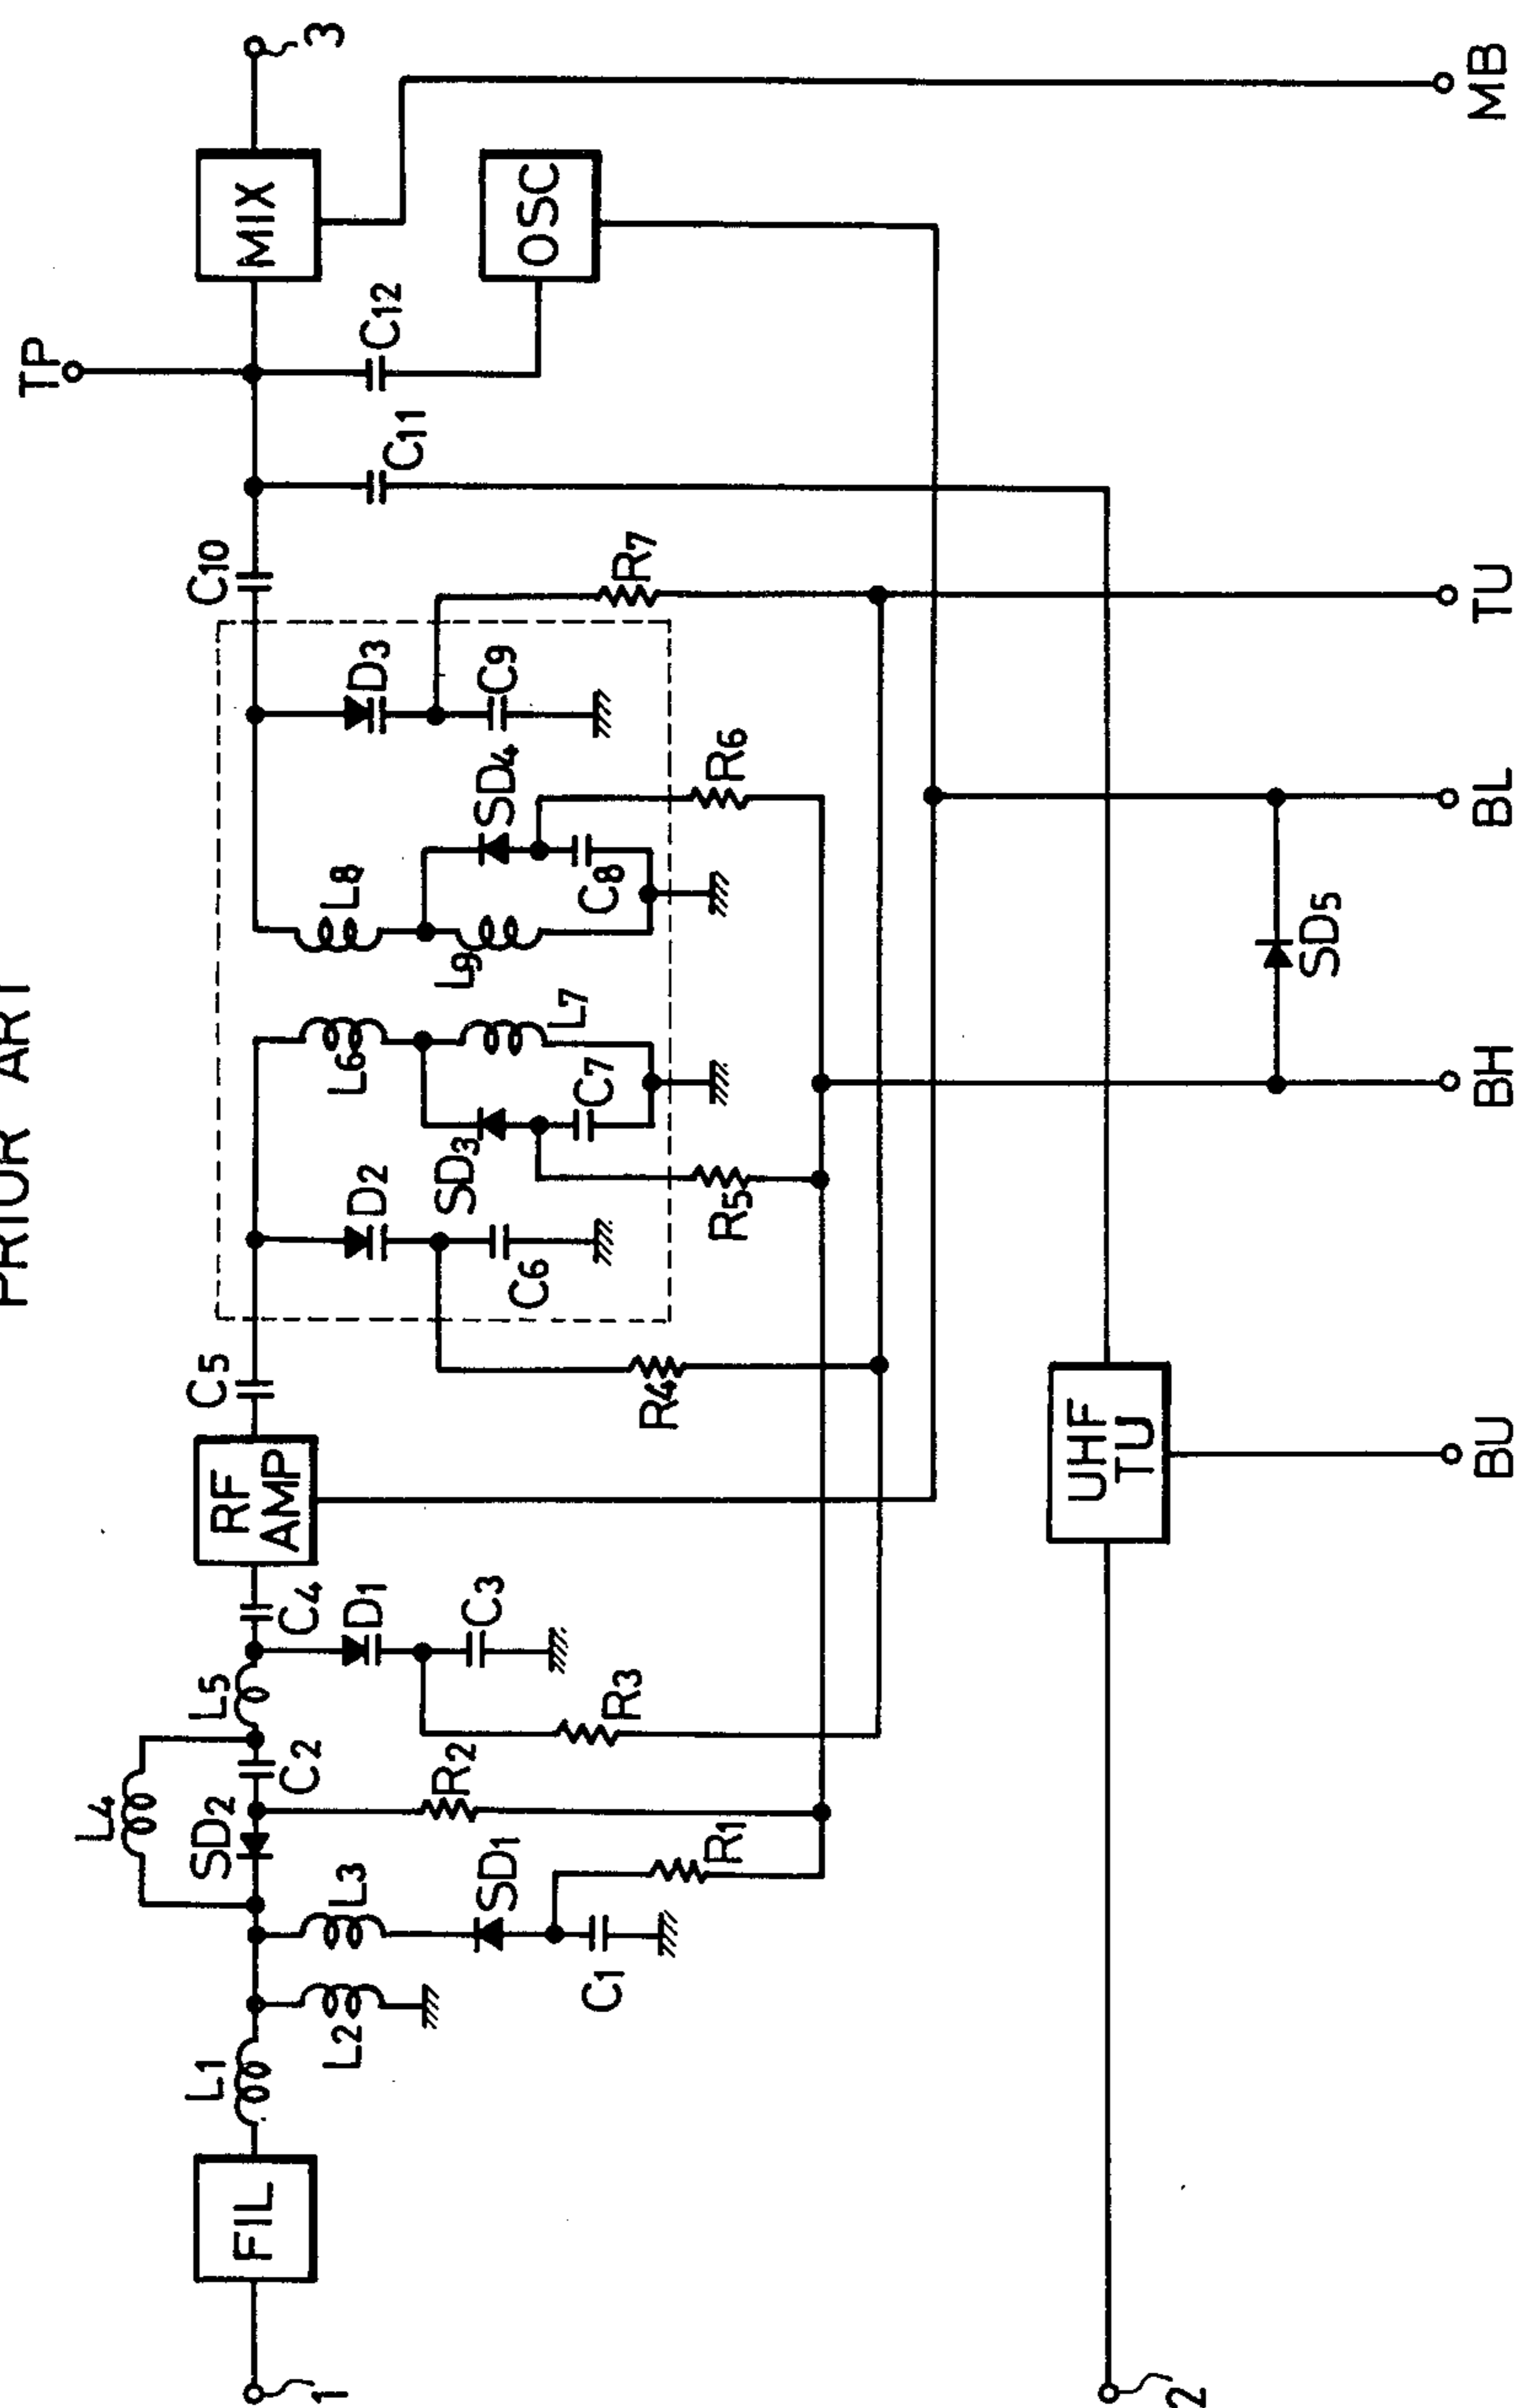 PRIOR ART
TP
3
MIX
OSC
C12
C11
C10
R7
D3
C9
SD4
R6
L8
C8
L9
L7
L6
C7
SD3
D2
R5
C6
C5
R4
RF
AMP
C4
D1
C3
L5
R3
C2
R2
L4
SD2
L3
SD1
R1
C1
L2
L1
FIL
1
2
UHF
TU
SD5
MB
TU
BL
BH
BU